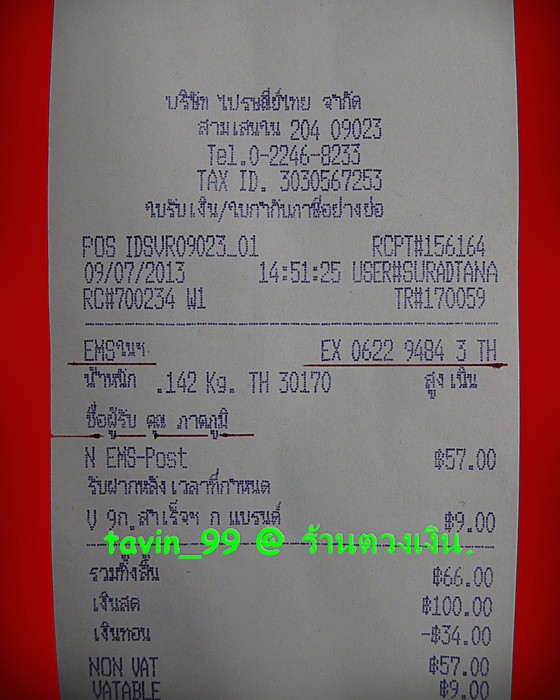 บริษัท ไปรษณีย์ไทย จำกัด
สามเสนใน 204 09023
Tel.0-2246-8233
TAX ID. 3030567253
ใบรับเงิน/ใบกำกับภาษีอย่างย่อ
POS IDSVR09023_01 RCPT#156164
09/07/2013 14:51:25 USER#SURADTANA
RC#700234 W1 TR#170059
EMSในฯ EX 0622 9484 3 TH
น้ำหนัก .142 Kg. TH 30170 สูง เนิน
ชื่อผู้รับ คุณ ภาคภูมิ
N EMS-Post ฿57.00
รับฝากหลัง เวลาที่กำหนด
V 9ก.สำเร็จฯ ก แบรนด์ ฿9.00
tavin_99 @ ร้านตวงเงิน.
รวมทั้งสิ้น ฿66.00
เงินสด ฿100.00
เงินทอน -฿34.00
NON VAT ฿57.00
VATABLE ฿9.00